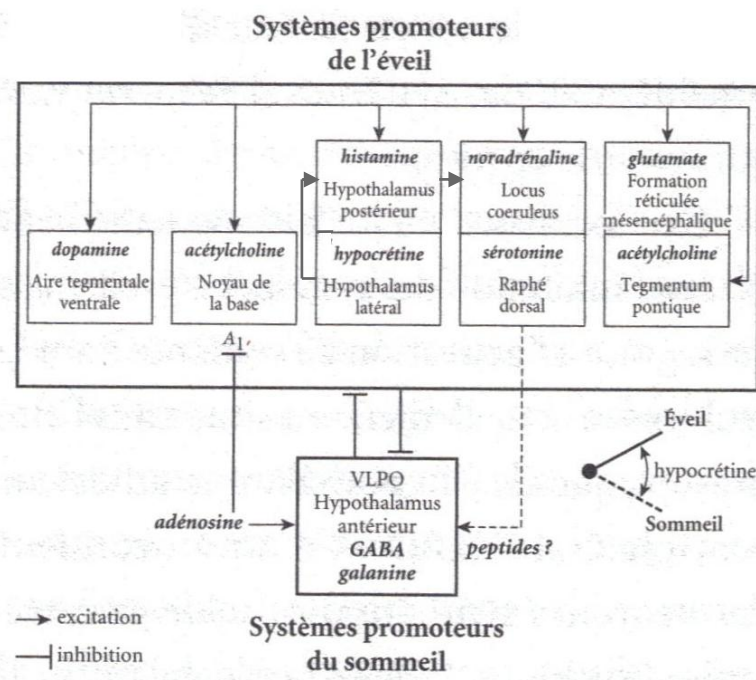 Systèmes promoteurs
de l'éveil
histamine
Hypothalamus
postérieur
noradrénaline
Locus
coeruleus
glutamate
Formation
réticulée
mésencéphalique
dopamine
Aire tegmentale
ventrale
acétylcholine
Noyau de
la base
hypocrétine
Hypothalamus
latéral
sérotonine
Raphé
dorsal
acétylcholine
Tegmentum
pontique
A1,
VLPO
Hypothalamus
antérieur
GABA
galanine
adénosine
peptides ?
Éveil
hypocrétine
Sommeil
excitation
inhibition
Systèmes promoteurs
du sommeil